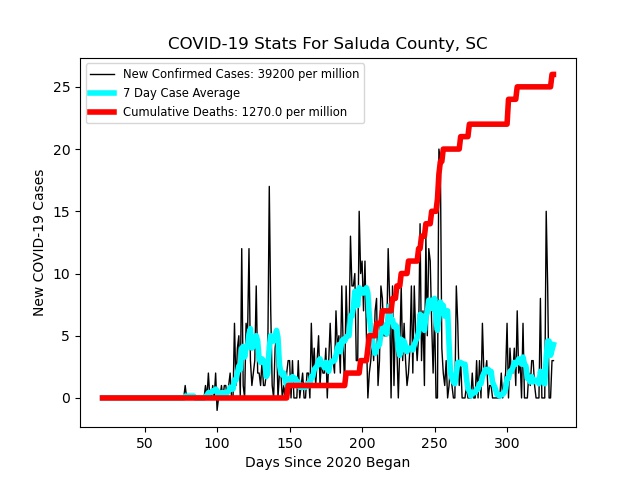 COVID-19 Stats For Saluda County, SC
New Confirmed Cases: 39200 per million
7 Day Case Average
Cumulative Deaths: 1270.0 per million
25
20
15
10
5
0
New COVID-19 Cases
50 100 150 200 250 300
Days Since 2020 Began